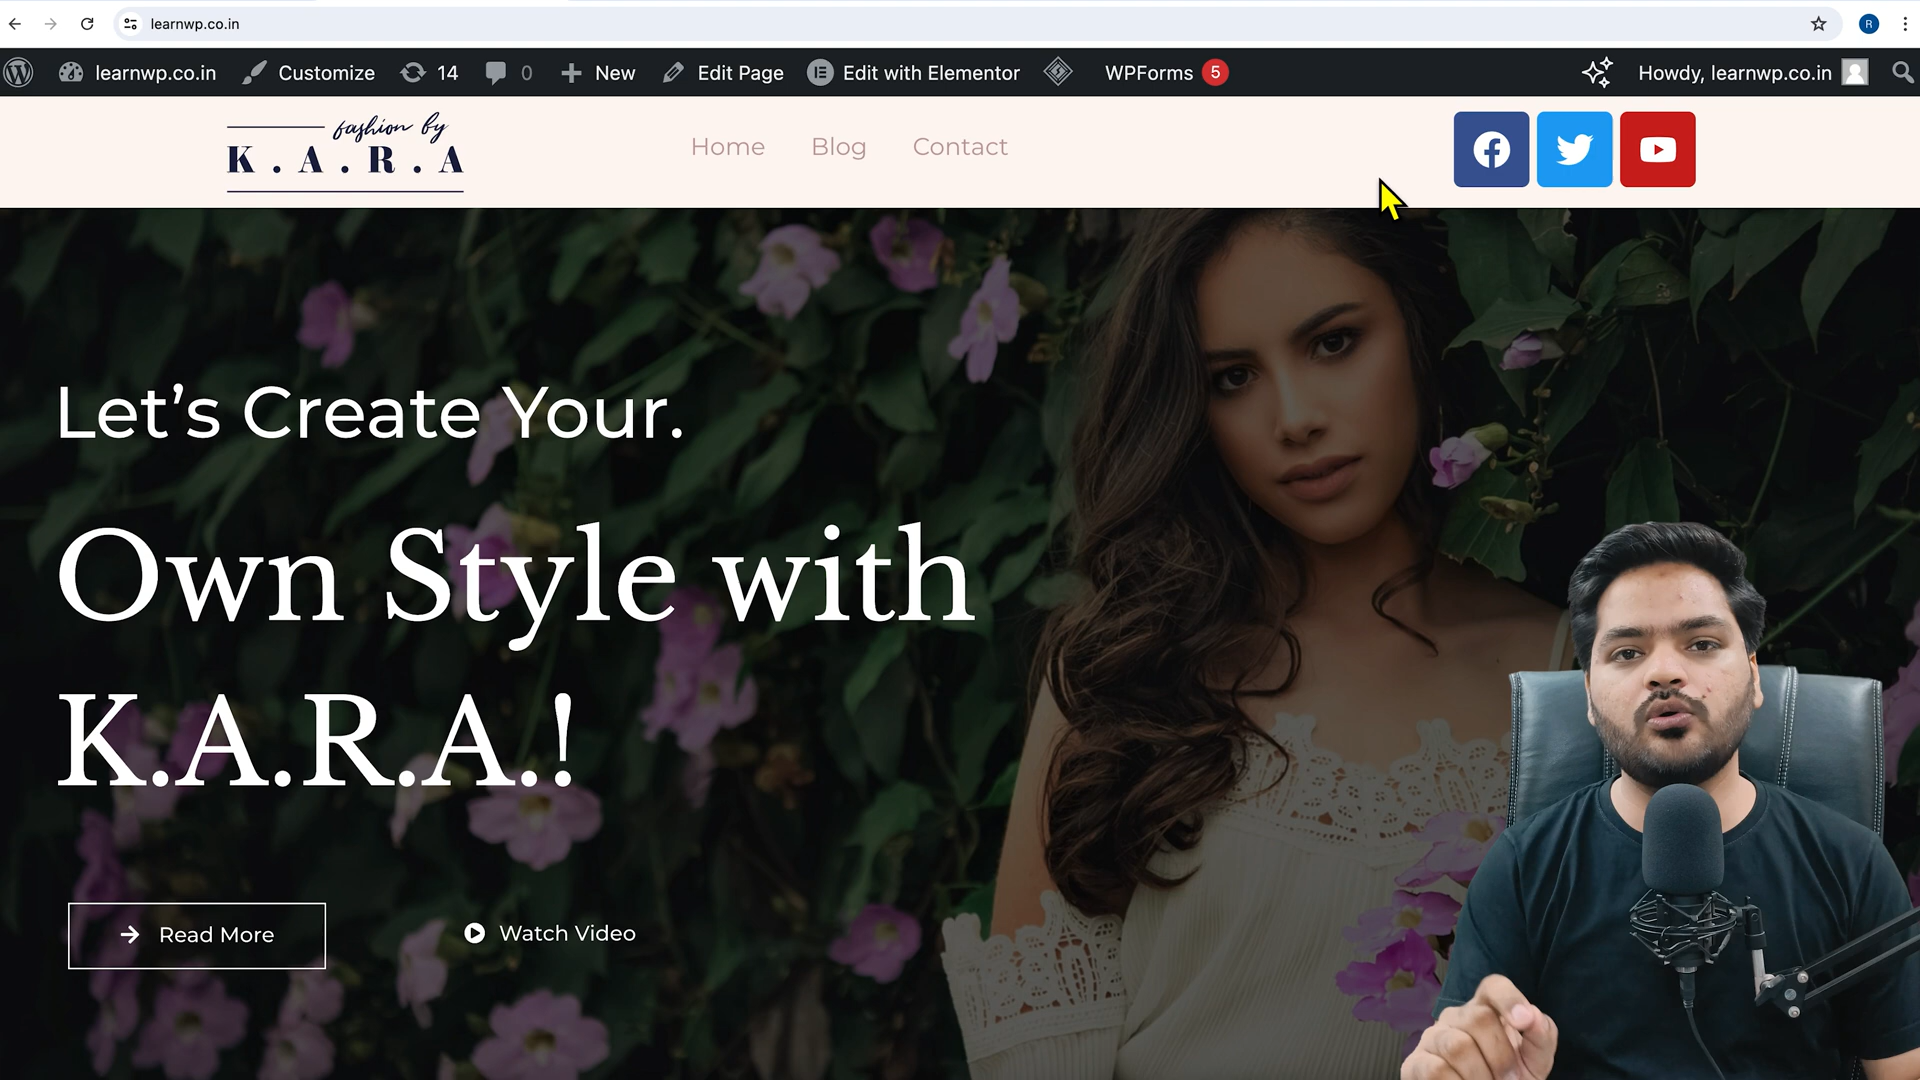 learnwp.co.in
R
learnwp.co.in Customize 14 0 New Edit Page Edit with Elementor WPForms 5 Howdy, learnwp.co.in
fashion by
K.A.R.A
Home Blog Contact
Let’s Create Your.
Own Style with
K.A.R.A.!
Read More Watch Video